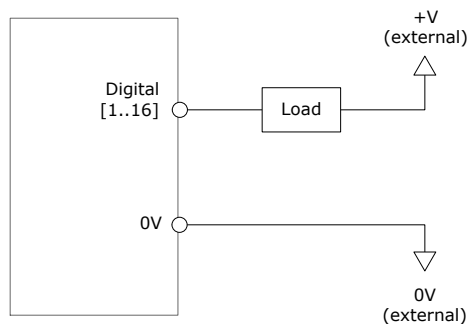 +V
(external)
Digital
[1..16]
Load
0V
0V
(external)